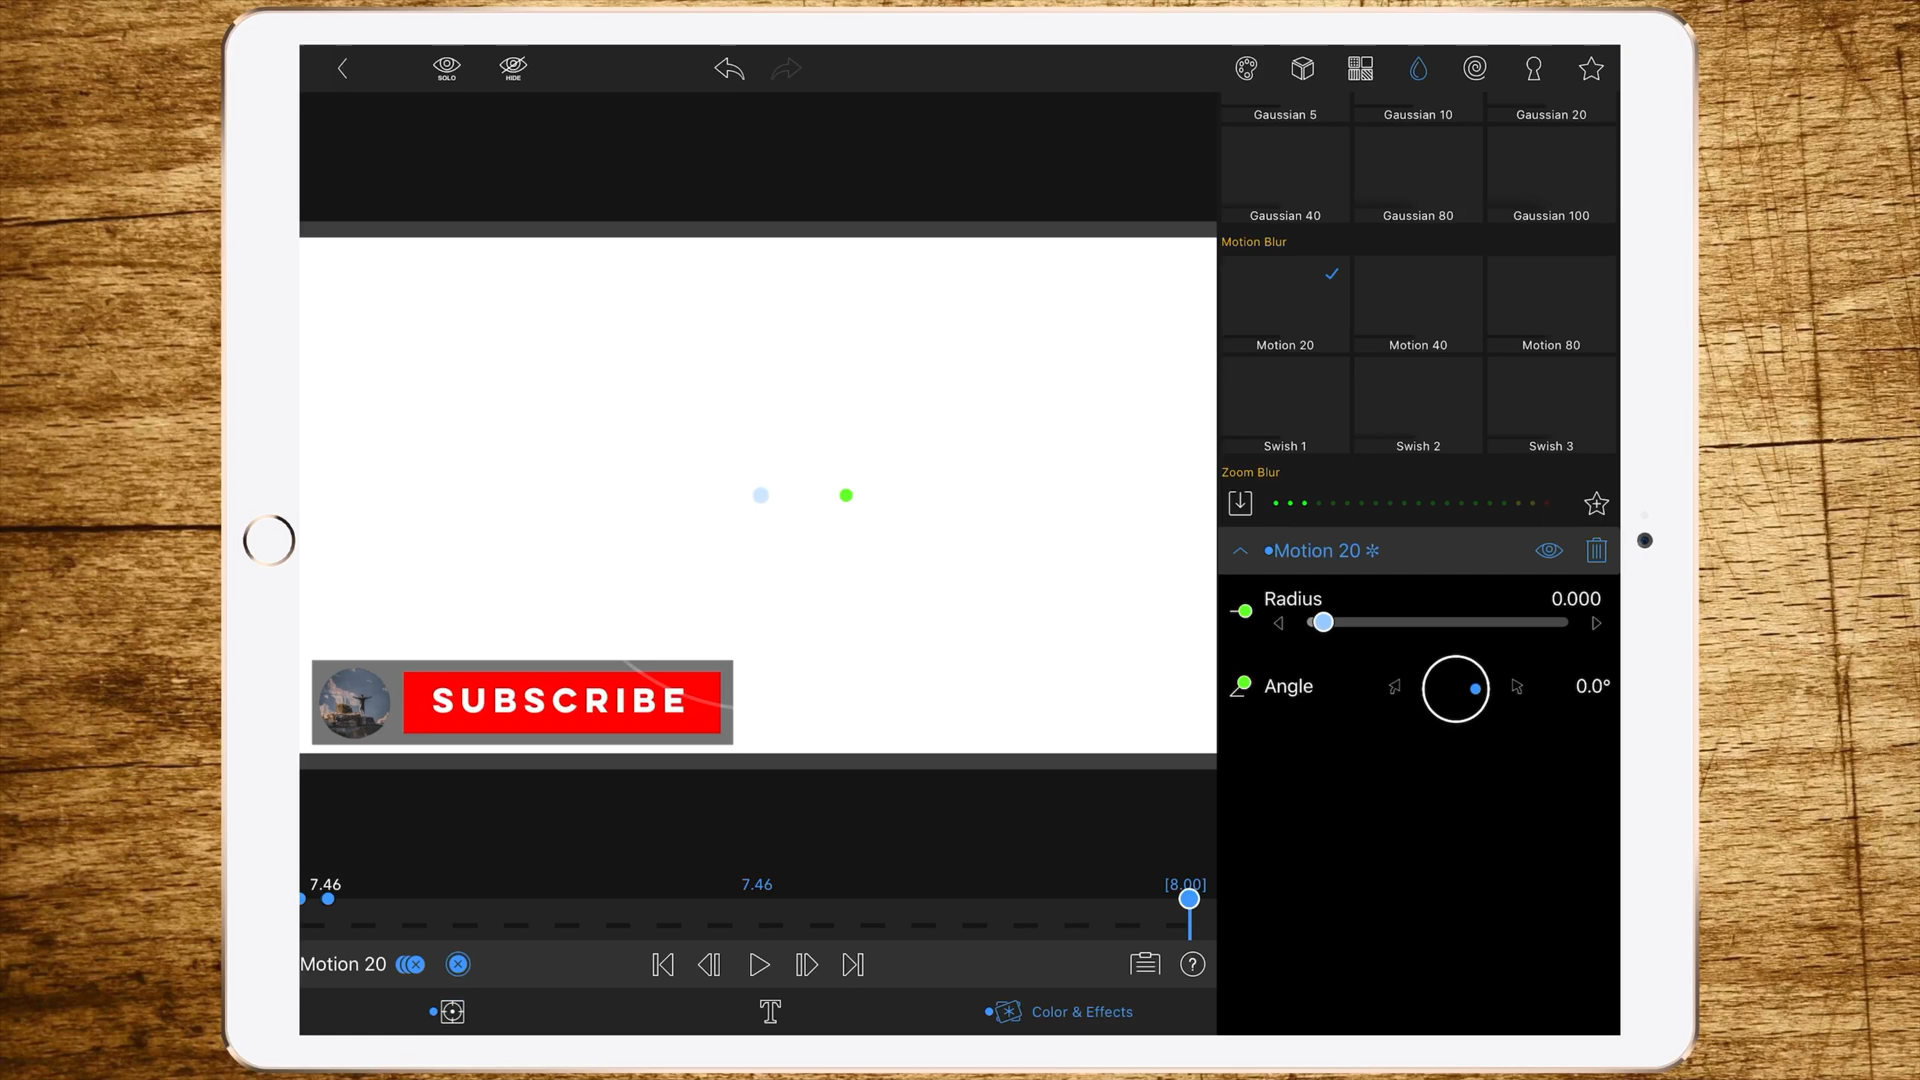 SOLO
HIDE
Gaussian 5
Gaussian 10
Gaussian 20
Gaussian 40
Gaussian 80
Gaussian 100
Motion Blur
Motion 20
Motion 40
Motion 80
Swish 1
Swish 2
Swish 3
Zoom Blur
Motion 20
Radius
0.000
Angle
0.0°
SUBSCRIBE
7.46
7.46
[8.00]
Motion 20
?
T
Color & Effects